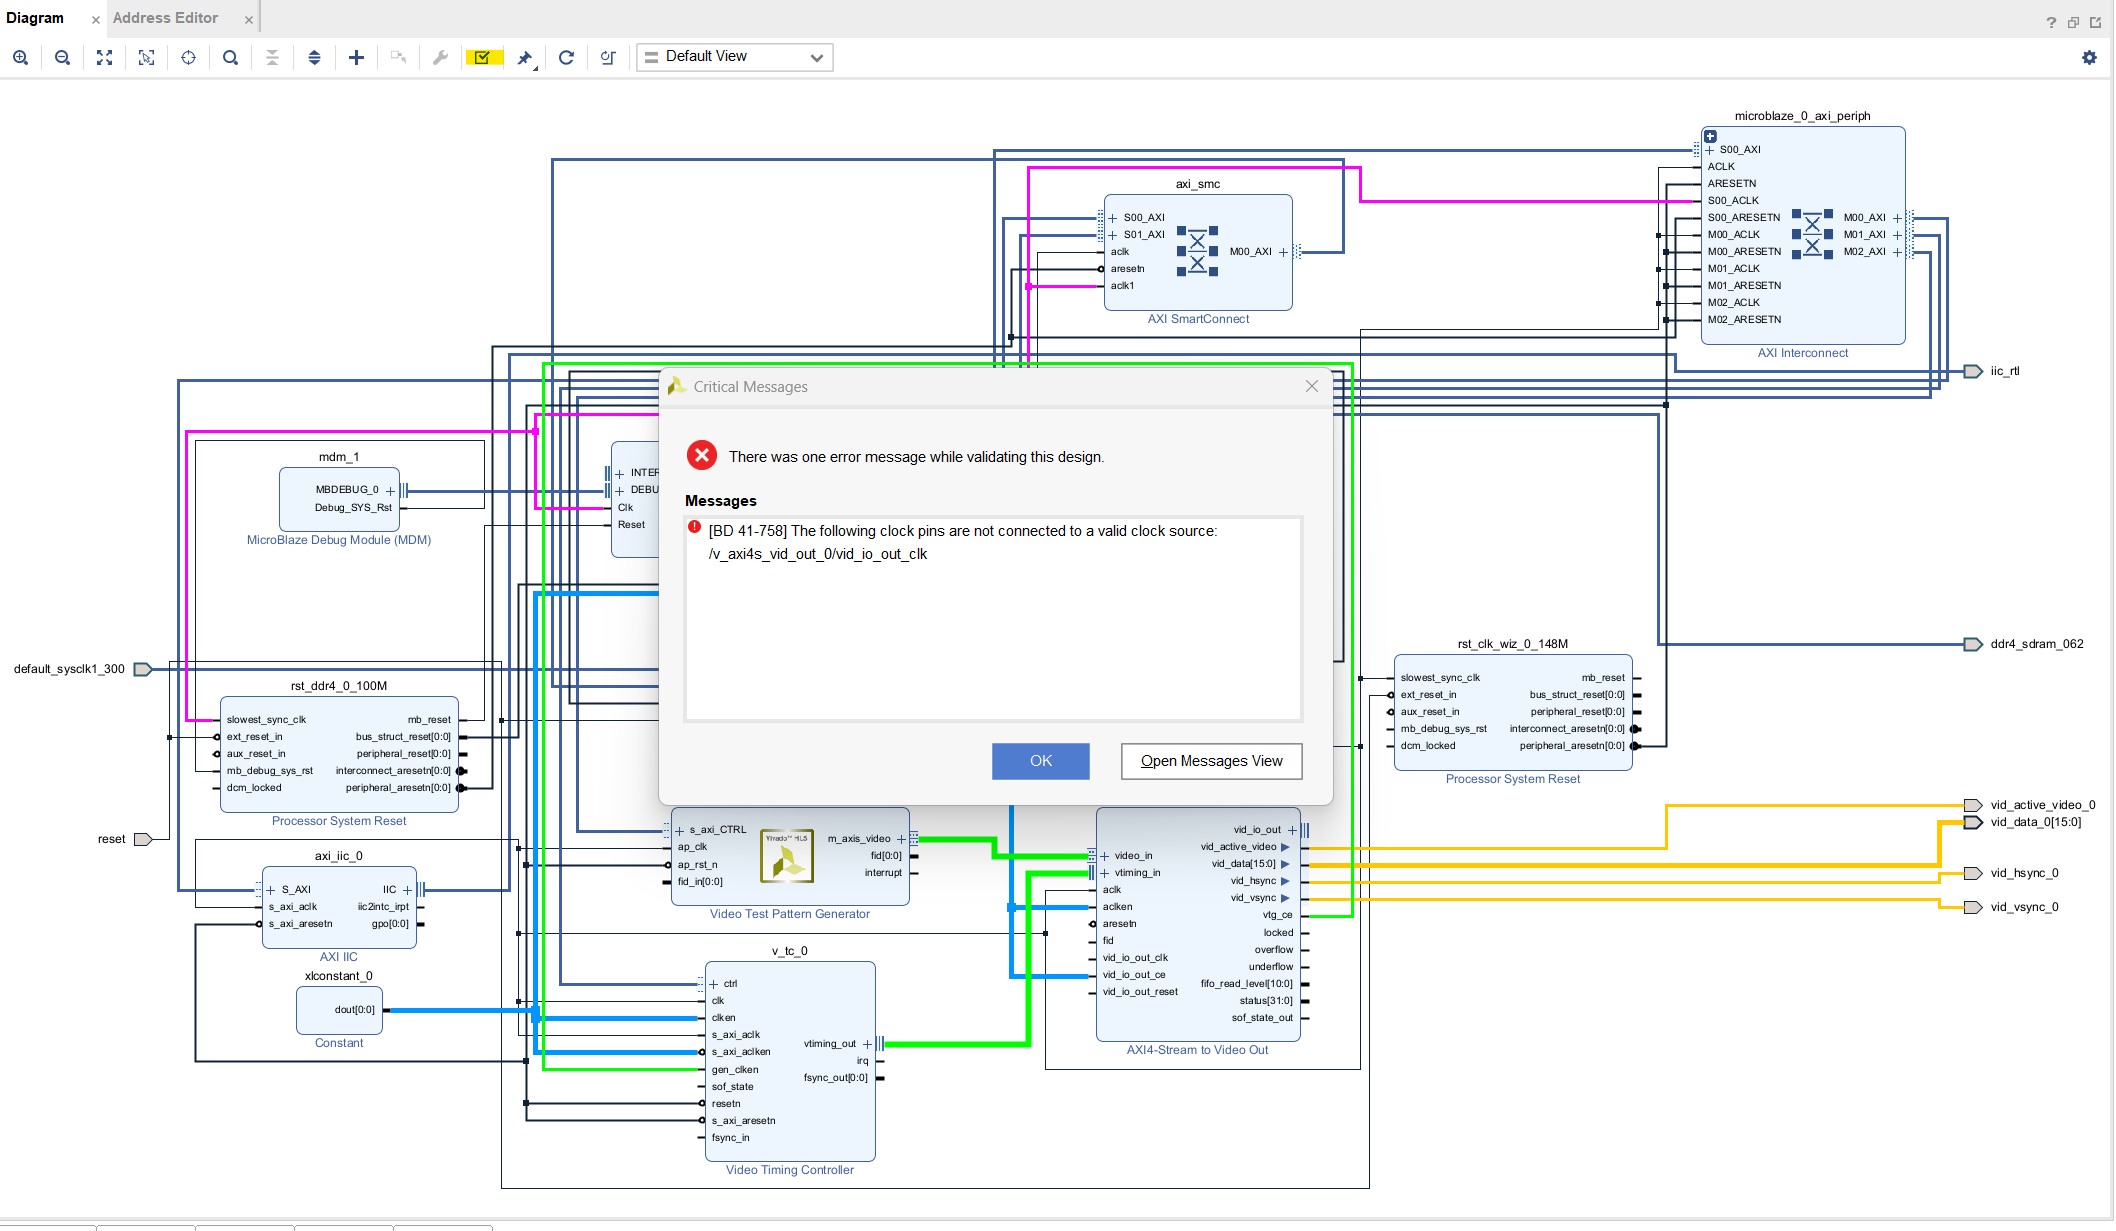 Diagram
Address Editor
Default View
microblaze_0_axi_periph
S00_AXI
ACLK
ARESETN
S00_ACLK
S00_ARESETN
M00_ACLK
M00_ARESETN
M01_ACLK
M01_ARESETN
M02_ACLK
M02_ARESETN
M00_AXI
M01_AXI
M02_AXI
AXI Interconnect
axi_smc
S00_AXI
S01_AXI
aclk
aresetn
aclk1
M00_AXI
AXI SmartConnect
iic_rtl
Critical Messages
There was one error message while validating this design.
Messages
[BD 41-758] The following clock pins are not connected to a valid clock source:
/v_axi4s_vid_out_0/vid_io_out_clk
OK
Open Messages View
mdm_1
MBDEBUG_0
Debug_SYS_Rst
MicroBlaze Debug Module (MDM)
INTER
DEBU
Clk
Reset
default_sysclk1_300
rst_ddr4_0_100M
slowest_sync_clk
ext_reset_in
aux_reset_in
mb_debug_sys_rst
dcm_locked
mb_reset
bus_struct_reset[0:0]
peripheral_reset[0:0]
interconnect_aresetn[0:0]
peripheral_aresetn[0:0]
Processor System Reset
rst_clk_wiz_0_148M
slowest_sync_clk
ext_reset_in
aux_reset_in
mb_debug_sys_rst
dcm_locked
mb_reset
bus_struct_reset[0:0]
peripheral_reset[0:0]
interconnect_aresetn[0:0]
peripheral_aresetn[0:0]
Processor System Reset
ddr4_sdram_062
reset
axi_iic_0
S_AXI
s_axi_aclk
s_axi_aresetn
IIC
iic2intc_irpt
gpo[0:0]
AXI IIC
xlconstant_0
dout[0:0]
Constant
s_axi_CTRL
ap_clk
ap_rst_n
fid_in[0:0]
Vivado™ HLS
m_axis_video
fid[0:0]
interrupt
Video Test Pattern Generator
v_tc_0
ctrl
clk
clken
s_axi_aclk
s_axi_aclken
gen_clken
sof_state
resetn
s_axi_aresetn
fsync_in
vtiming_out
irq
fsync_out[0:0]
Video Timing Controller
video_in
vtiming_in
aclk
aclken
aresetn
fid
vid_io_out_clk
vid_io_out_ce
vid_io_out_reset
vid_io_out
vid_active_video
vid_data[15:0]
vid_hsync
vid_vsync
vtg_ce
locked
overflow
underflow
fifo_read_level[10:0]
status[31:0]
sof_state_out
AXI4-Stream to Video Out
vid_active_video_0
vid_data_0[15:0]
vid_hsync_0
vid_vsync_0